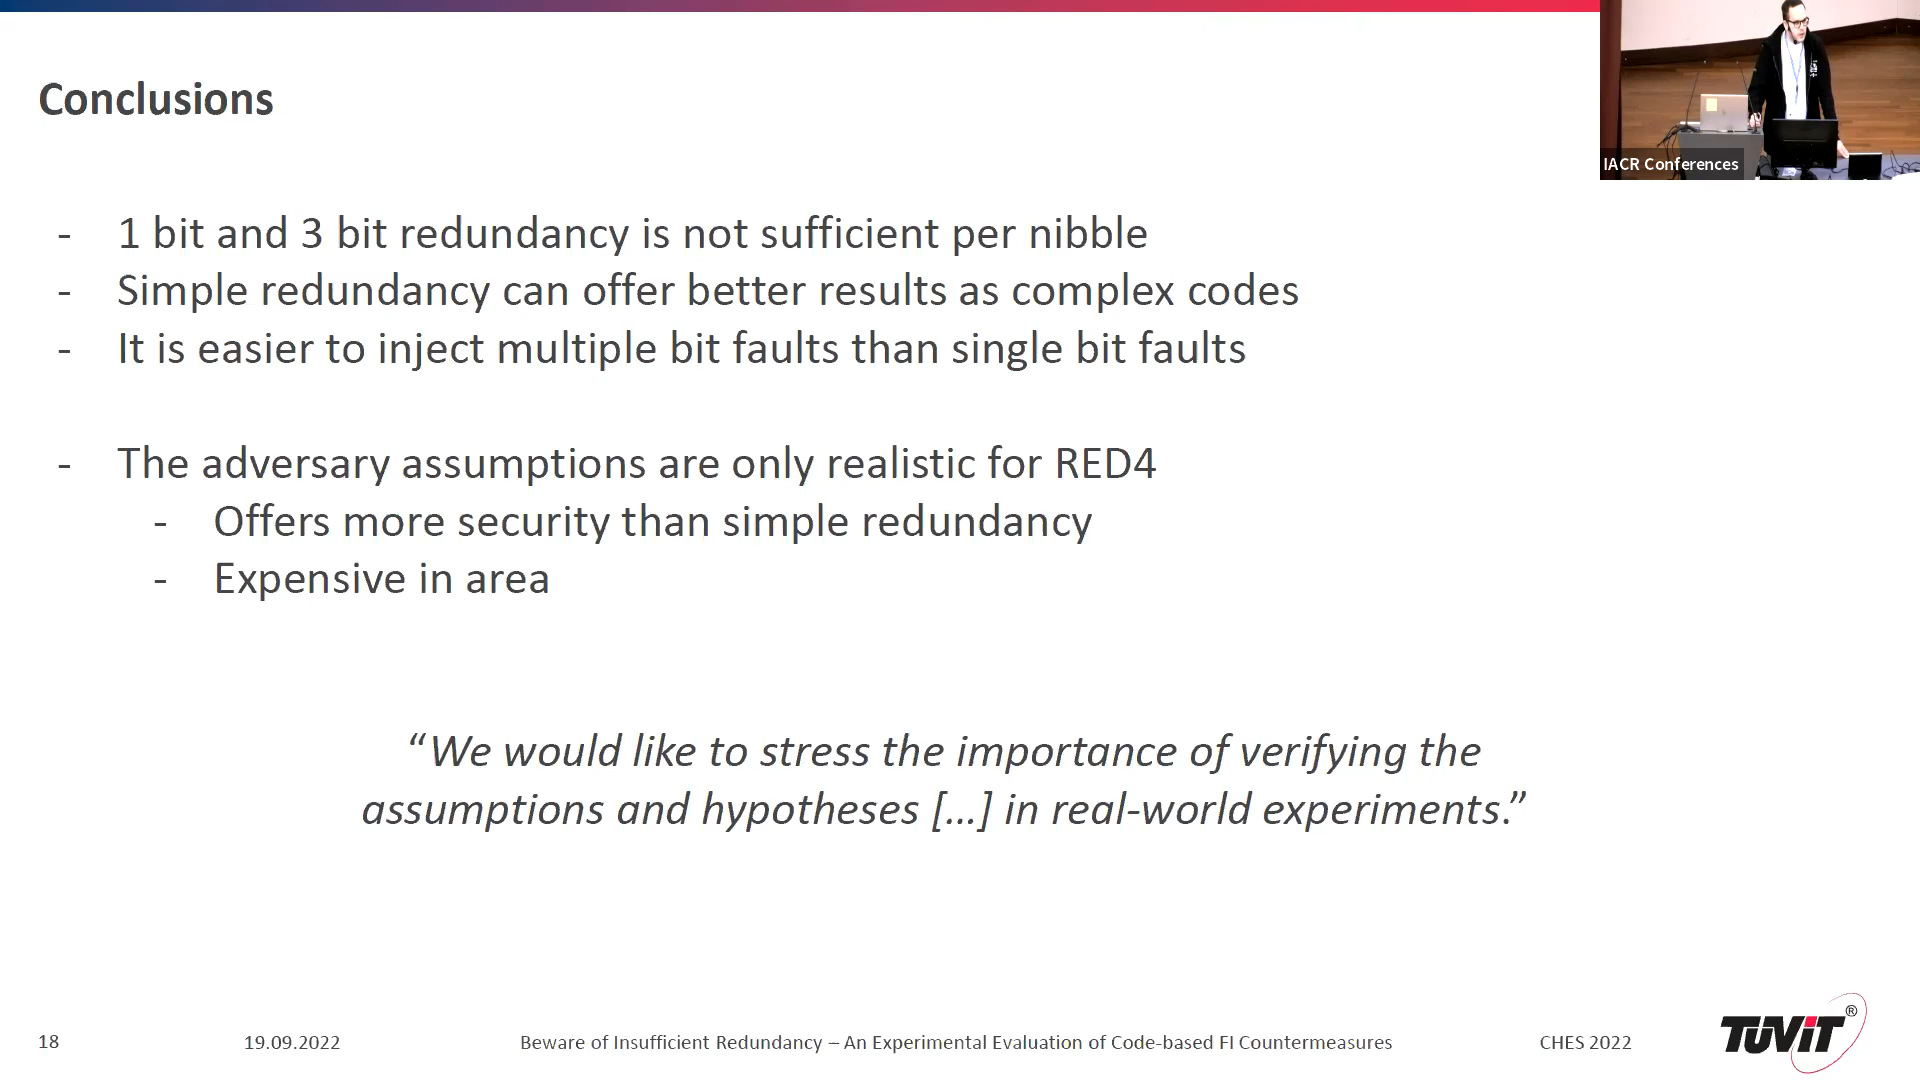 IACR Conferences
Conclusions
- 1 bit and 3 bit redundancy is not sufficient per nibble
- Simple redundancy can offer better results as complex codes
- It is easier to inject multiple bit faults than single bit faults
- The adversary assumptions are only realistic for RED4
- Offers more security than simple redundancy
- Expensive in area
“We would like to stress the importance of verifying the
assumptions and hypotheses […] in real-world experiments.”
18 19.09.2022 Beware of Insufficient Redundancy – An Experimental Evaluation of Code-based FI Countermeasures CHES 2022
TÜViT ®